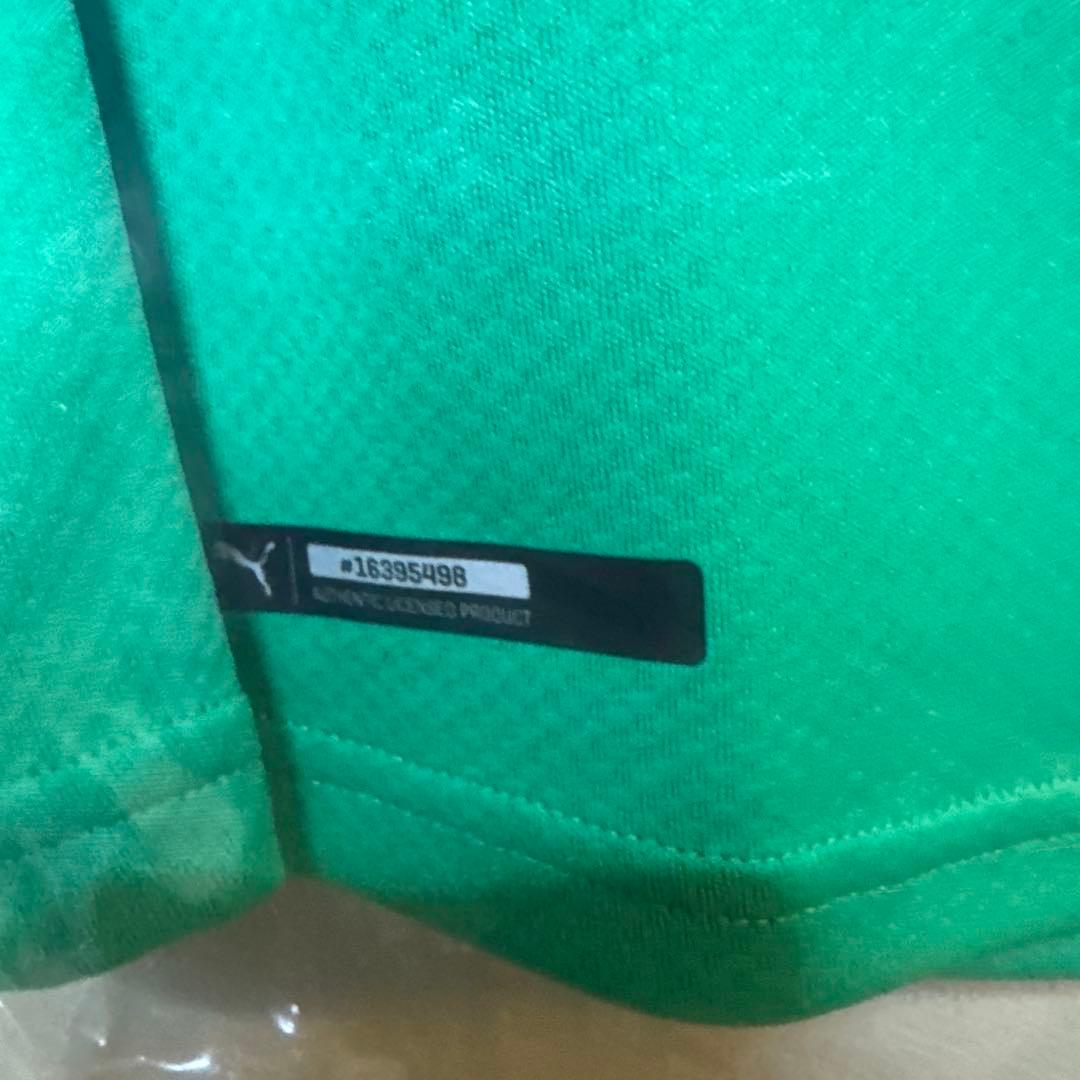 #16395498
AUTHENTIC LICENSED PRODUCT